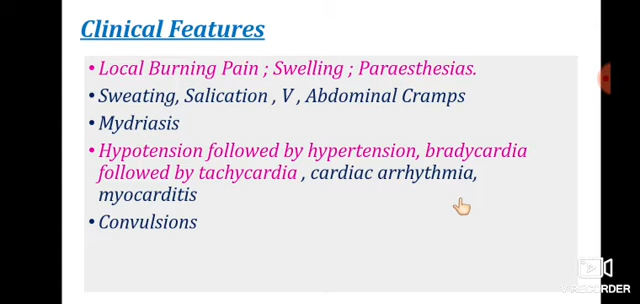 Clinical Features
• Local Burning Pain ; Swelling ; Paraesthesias.
• Sweating, Salication , V , Abdominal Cramps
• Mydriasis
• Hypotension followed by hypertension, bradycardia
followed by tachycardia , cardiac arrhythmia,
myocarditis
• Convulsions